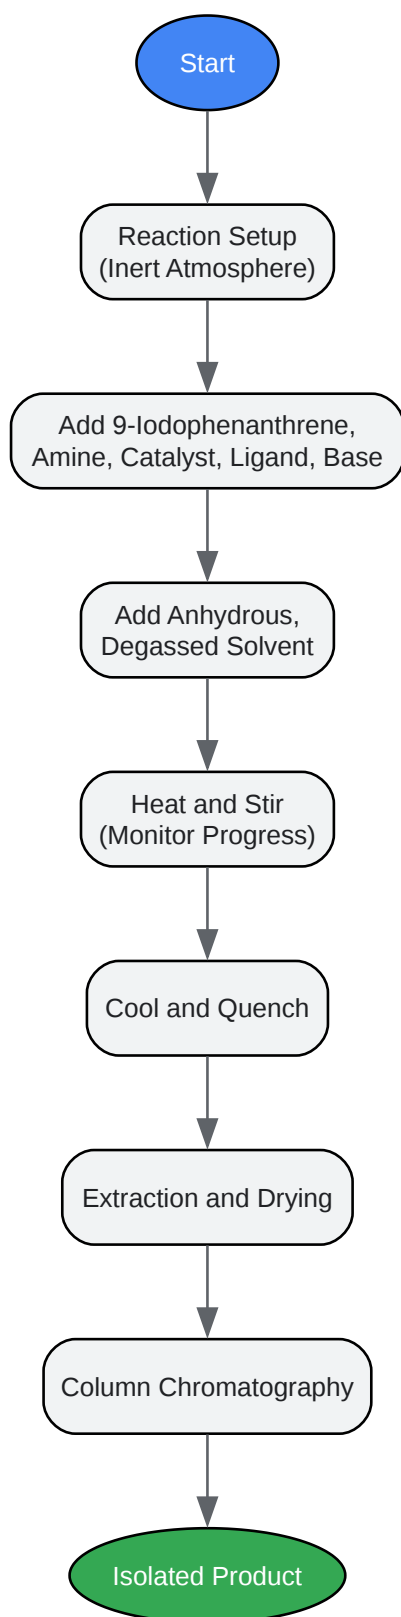 Start
Reaction Setup
(Inert Atmosphere)
Add 9-Iodophenanthrene,
Amine, Catalyst, Ligand, Base
Add Anhydrous,
Degassed Solvent
Heat and Stir
(Monitor Progress)
Cool and Quench
Extraction and Drying
Column Chromatography
Isolated Product